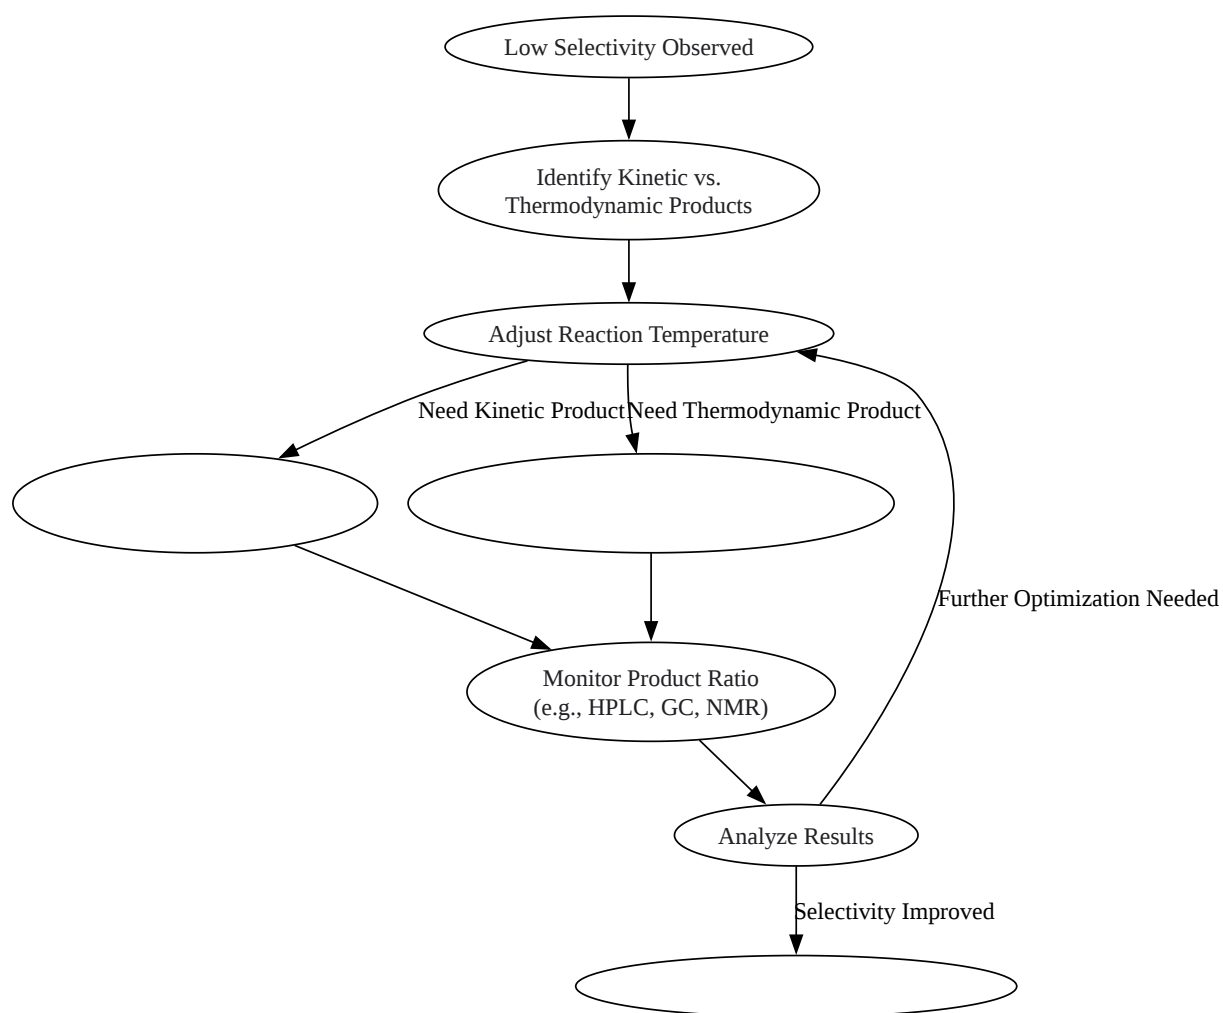 Low Selectivity Observed
Identify Kinetic vs.
Thermodynamic Products
Adjust Reaction Temperature
Need Kinetic Product
Need Thermodynamic Product
Further Optimization Needed
Monitor Product Ratio
(e.g., HPLC, GC, NMR)
Analyze Results
Selectivity Improved